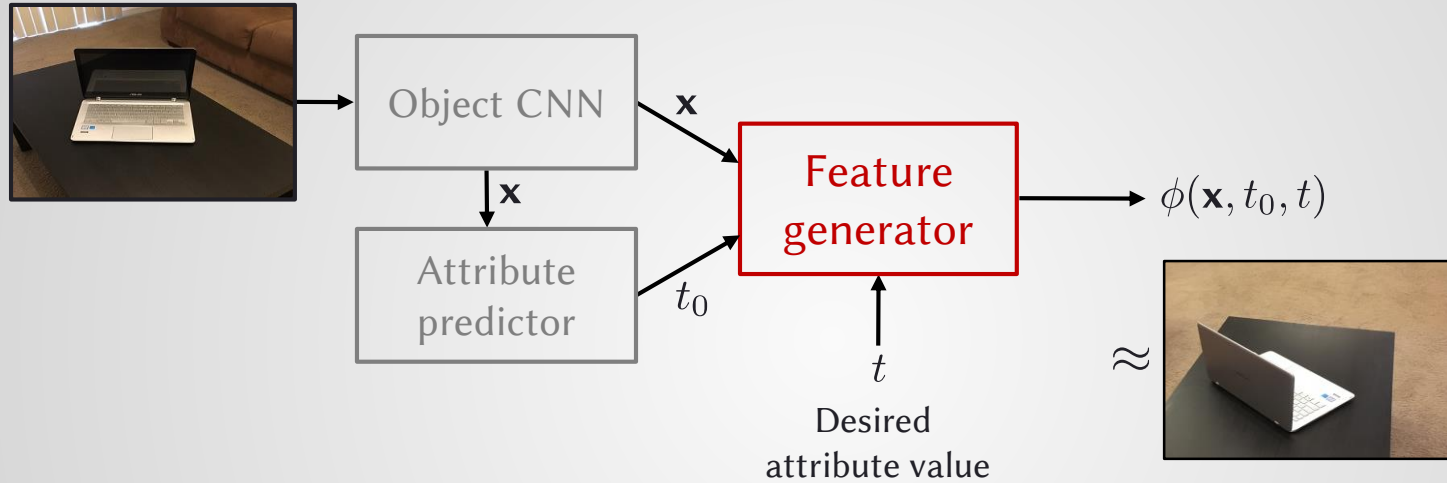 Object CNN
x
x
Attribute
predictor
t₀
Feature
generator
ϕ(x, t₀, t)
t
Desired
attribute value
≈